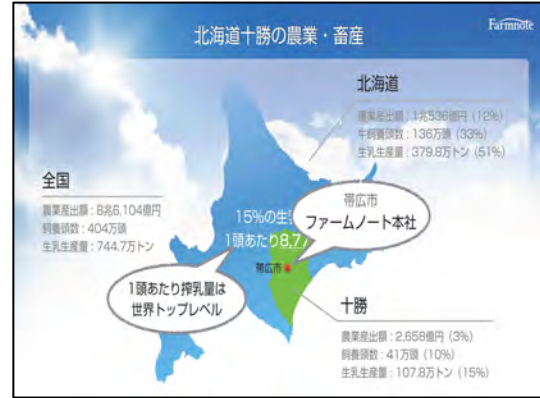 北海道十勝の農業・畜産
Farmnote
北海道
農業産出額：1兆536億円（12%）
牛飼養頭数：136万頭（33%）
生乳生産量：379.8万トン（51%）
全国
農業産出額：8兆6,104億円
飼養頭数：404万頭
生乳生産量：744.7万トン
15%の生
1頭あたり8,7
帯広市
ファームノート本社
帯広市
1頭あたり搾乳量は
世界トップレベル
十勝
農業産出額：2,658億円（3%）
飼養頭数：41万頭（10%）
生乳生産量：107.8万トン（15%）